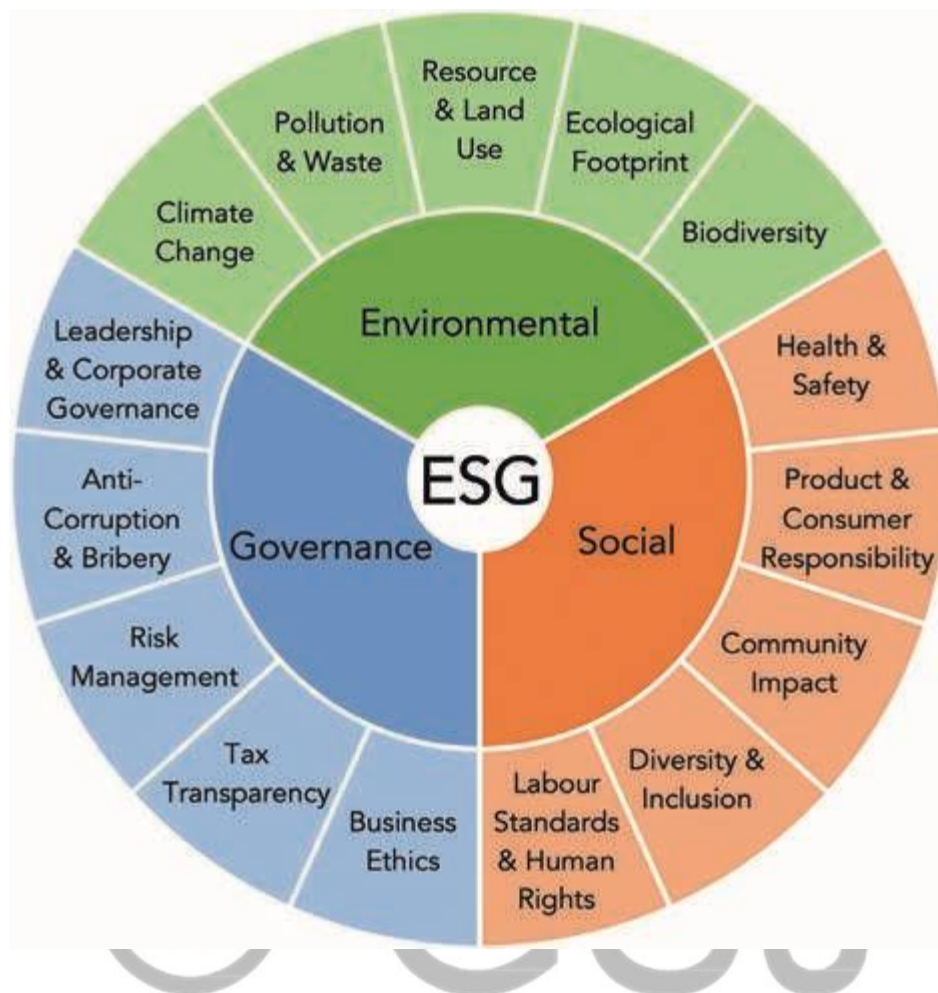 Resource
& Land
Use
Pollution
& Waste
Ecological
Footprint
Climate
Change
Biodiversity
Environmental
Leadership
& Corporate
Governance
Health &
Safety
ESG
Anti-
Corruption
& Bribery
Product &
Consumer
Responsibility
Governance
Social
Risk
Management
Community
Impact
Tax
Transparency
Diversity &
Inclusion
Business
Ethics
Labour
Standards
& Human
Rights